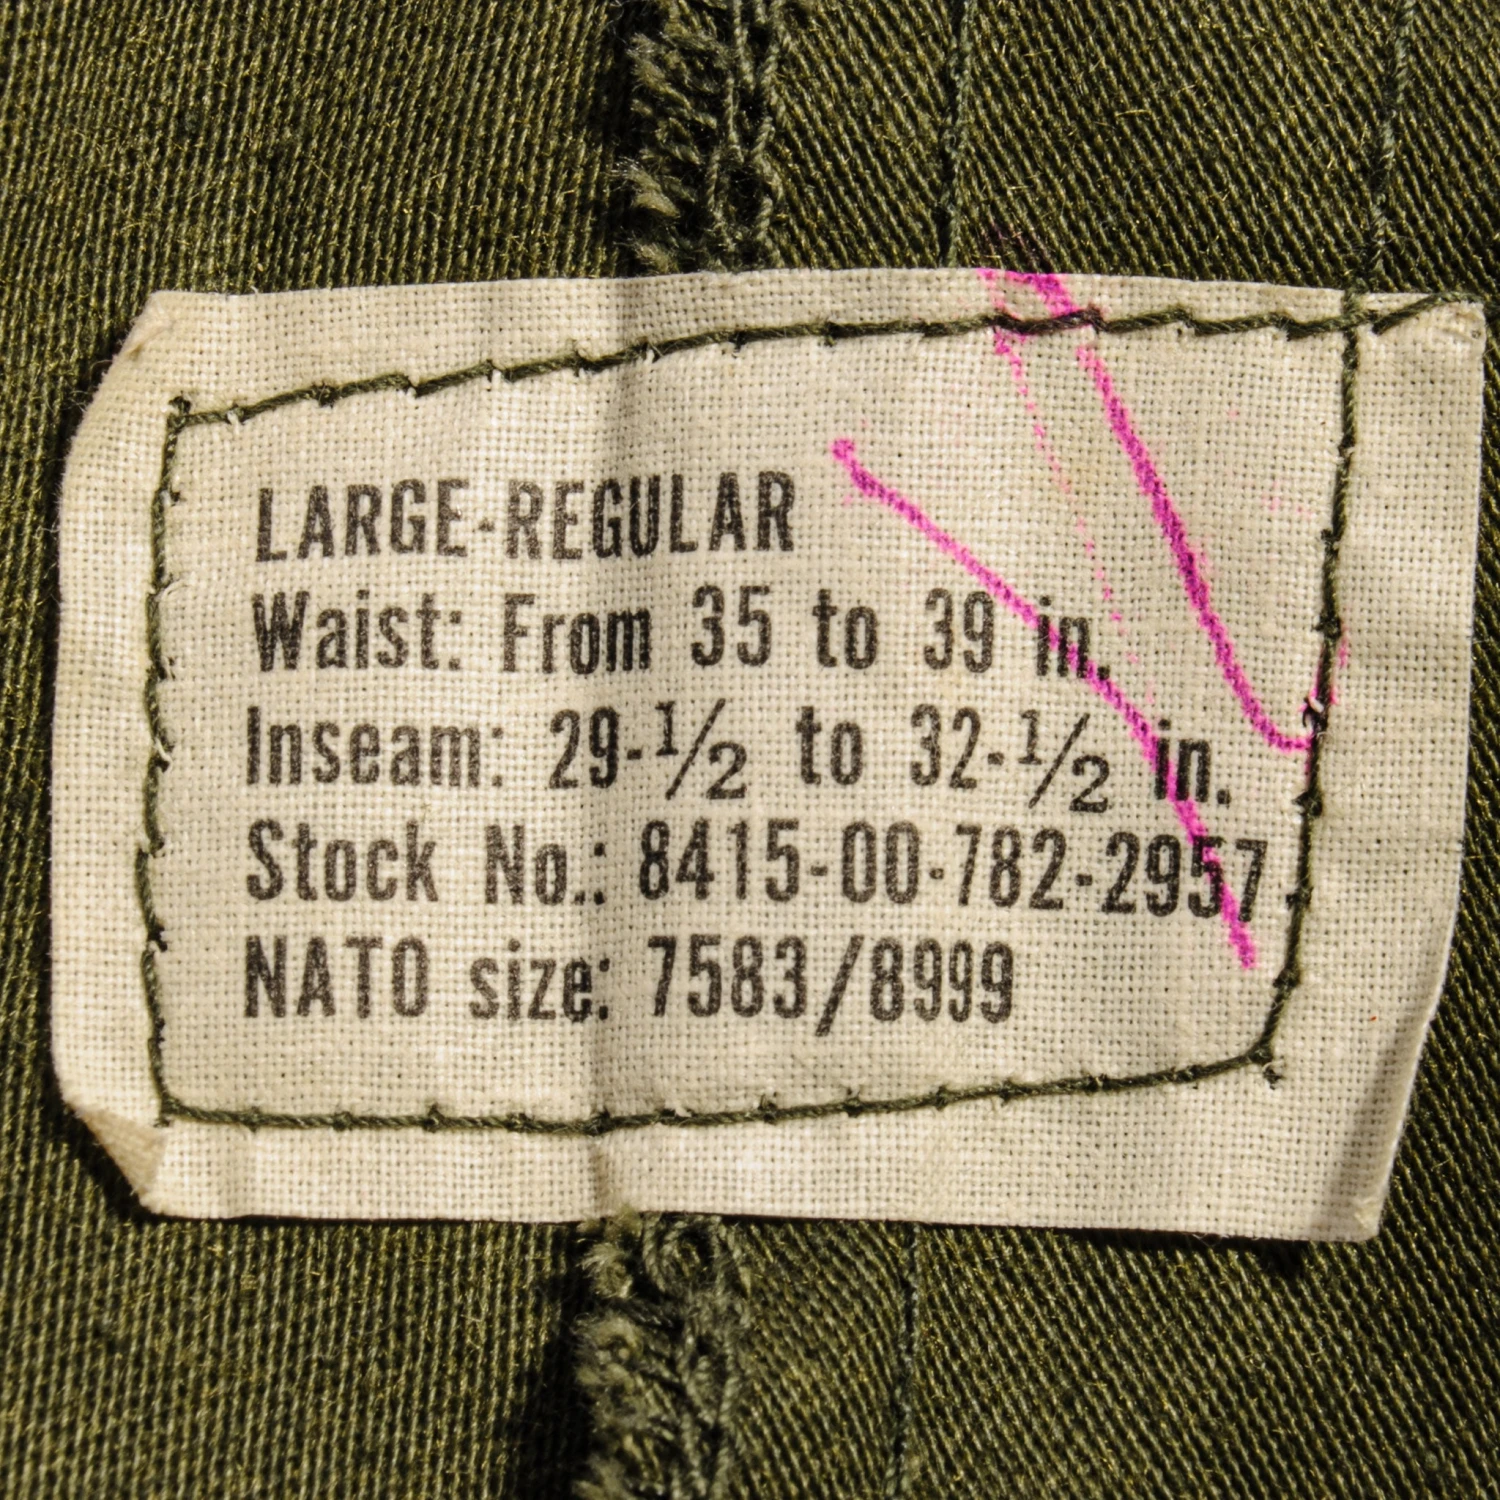 LARGE-REGULAR
Waist: From 35 to 39 in.
Inseam: 29-1/2 to 32-1/2 in.
Stock No.: 8415-00-782-2957
NATO size: 7583/8999